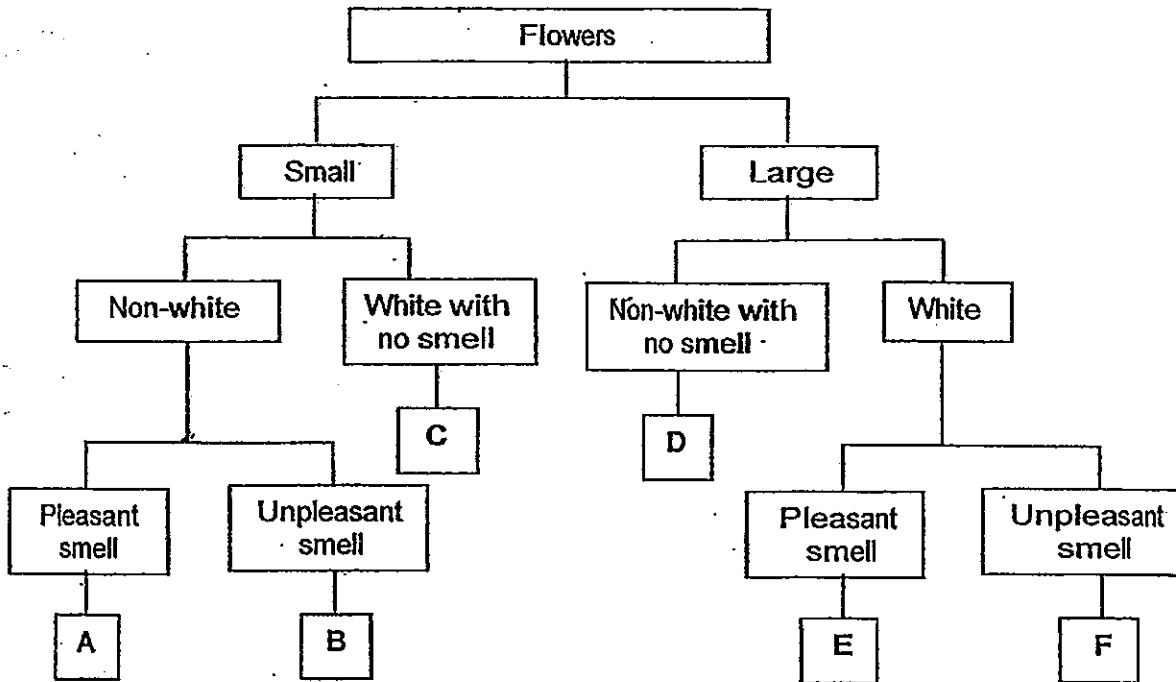 Flowers
Small
Large
Non-white
White with
no smell
Non-white with
no smell
White
C
D
Pleasant
smell
Unpleasant
smell
Pleasant
smell
Unpleasant
smell
A
B
E
F